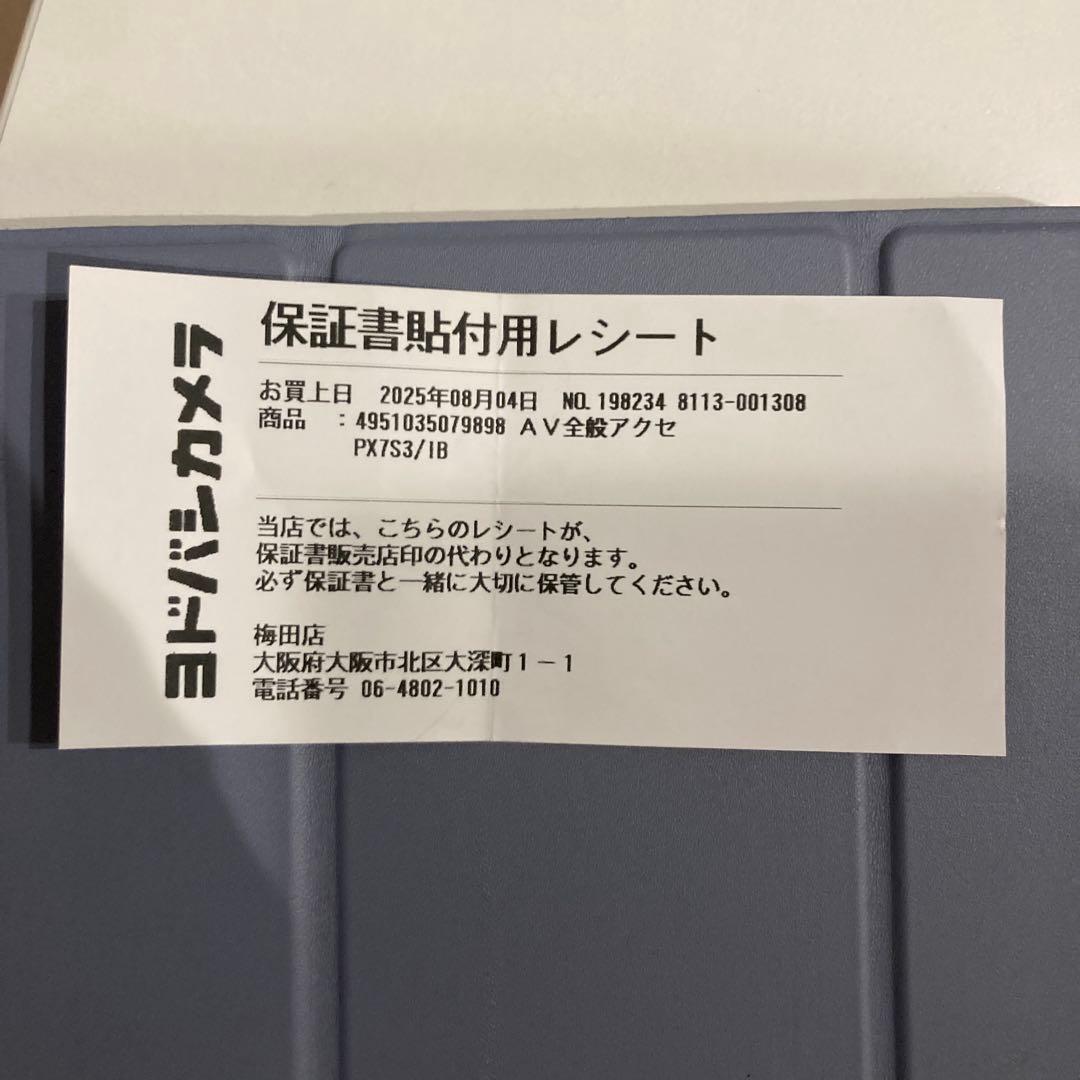 ヨドバシカメラ
保証書貼付用レシート
お買上日 2025年08月04日 NO. 198234 8113-001308
商品 : 4951035079898 AV全般アクセ
PX7S3/IB
当店では、こちらのレシートが、
保証書販売店印の代わりとなります。
必ず保証書と一緒に大切に保管してください。
梅田店
大阪府大阪市北区大深町1-1
電話番号 06-4802-1010